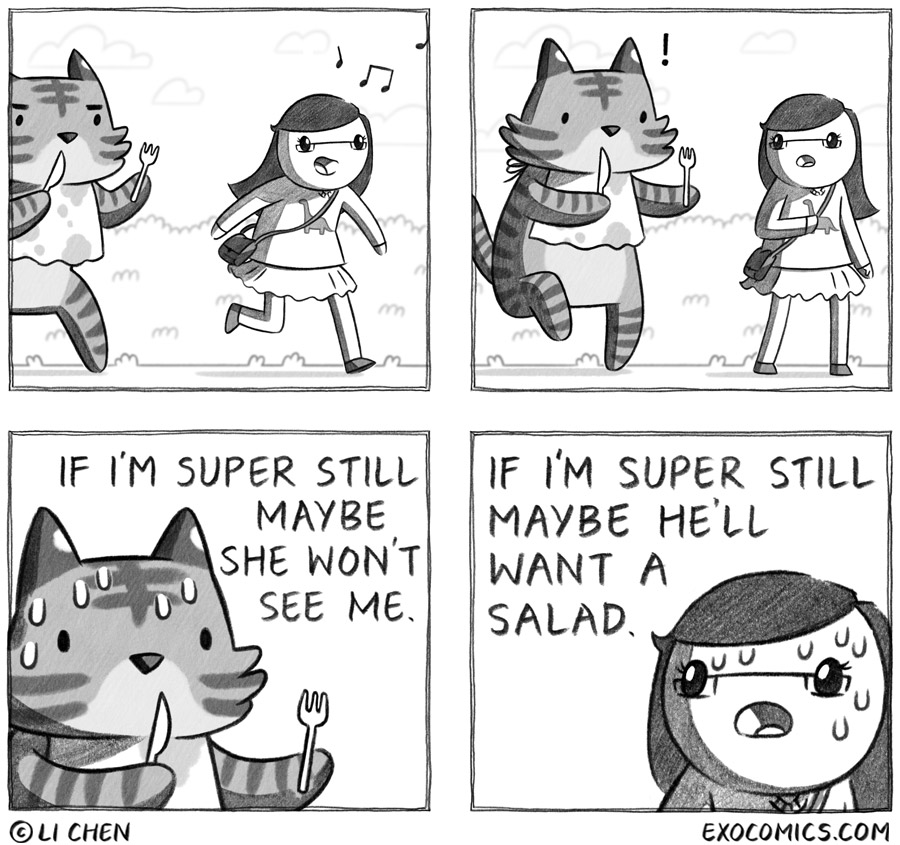 !
IF I'M SUPER STILL
MAYBE
SHE WON'T
SEE ME.
IF I'M SUPER STILL
MAYBE HE'LL
WANT A
SALAD.
© LI CHEN
EXOCOMICS.COM